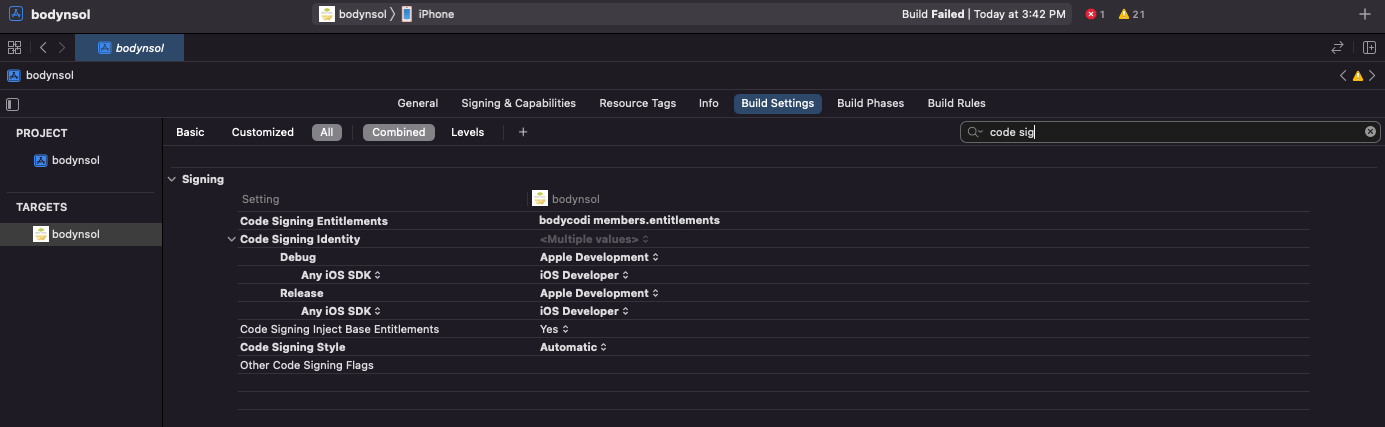 bodynsol
bodynsol 〉 iPhone
Build Failed | Today at 3:42 PM
1
21
bodynsol
bodynsol
General Signing & Capabilities Resource Tags Info Build Settings Build Phases Build Rules
PROJECT
bodynsol
TARGETS
bodynsol
Basic Customized All Combined Levels +
code sig
Signing
Setting bodynsol
Code Signing Entitlements bodycodi members.entitlements
Code Signing Identity <Multiple values>
Debug Apple Development
Any iOS SDK iOS Developer
Release Apple Development
Any iOS SDK iOS Developer
Code Signing Inject Base Entitlements Yes
Code Signing Style Automatic
Other Code Signing Flags